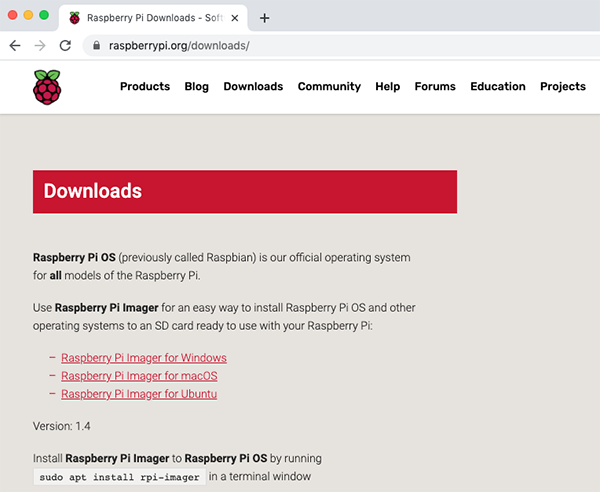 Raspberry Pi Downloads - Soft
raspberrypi.org/downloads/
Products Blog Downloads Community Help Forums Education Projects
Downloads
Raspberry Pi OS (previously called Raspbian) is our official operating system
for all models of the Raspberry Pi.
Use Raspberry Pi Imager for an easy way to install Raspberry Pi OS and other
operating systems to an SD card ready to use with your Raspberry Pi:
– Raspberry Pi Imager for Windows
– Raspberry Pi Imager for macOS
– Raspberry Pi Imager for Ubuntu
Version: 1.4
Install Raspberry Pi Imager to Raspberry Pi OS by running
sudo apt install rpi-imager in a terminal window